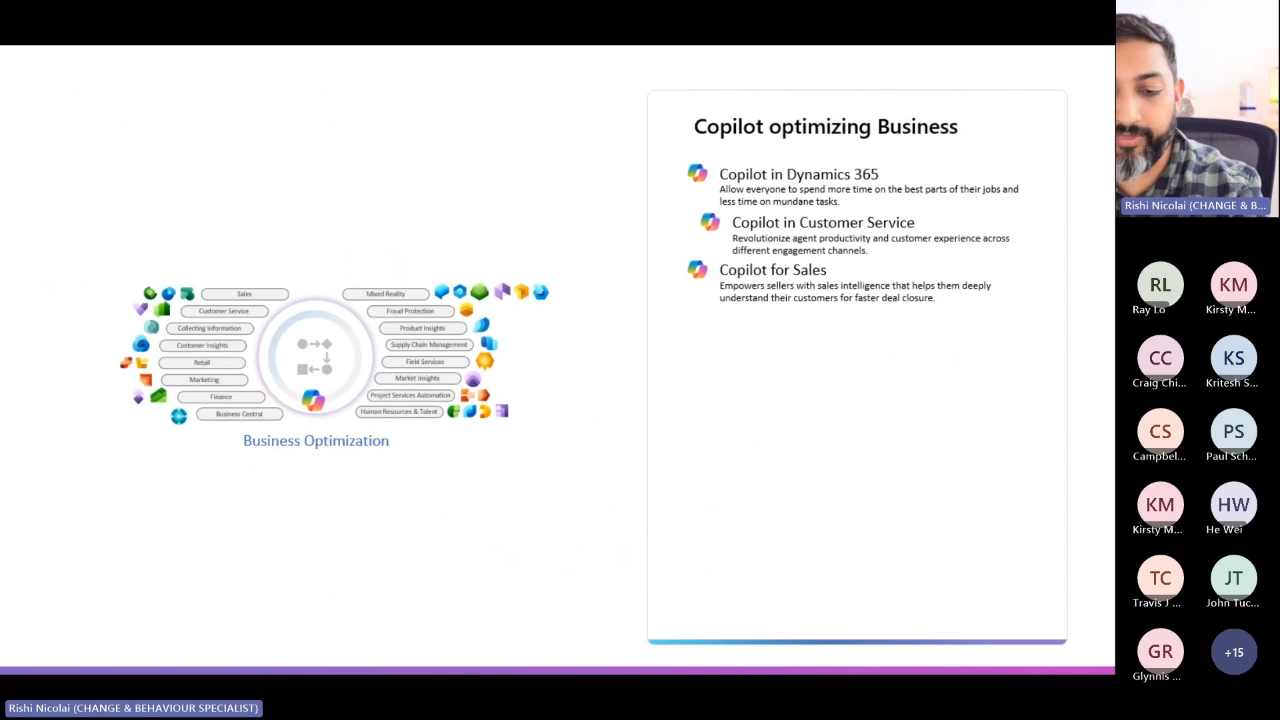 Copilot optimizing Business
Copilot in Dynamics 365
Allow everyone to spend more time on the best parts of their jobs and
less time on mundane tasks.
Copilot in Customer Service
Revolutionize agent productivity and customer experience across
different engagement channels.
Copilot for Sales
Empowers sellers with sales intelligence that helps them deeply
understand their customers for faster deal closure.
Sales
Customer Service
Collecting Information
Customer Insights
Retail
Marketing
Finance
Business Central
Mixed Reality
Fraud Protection
Product Insights
Supply Chain Management
Field Services
Market Insights
Project Services Automation
Human Resources & Talent
Business Optimization
Rishi Nicolai (CHANGE & B...
RL
Ray Lo
KM
Kirsty M...
CC
Craig Chi...
KS
Kritesh S...
CS
Campbel...
PS
Paul Sch...
KM
Kirsty M...
HW
He Wei
TC
Travis J ...
JT
John Tuc...
GR
Glynnis ...
+15
Rishi Nicolai (CHANGE & BEHAVIOUR SPECIALIST)